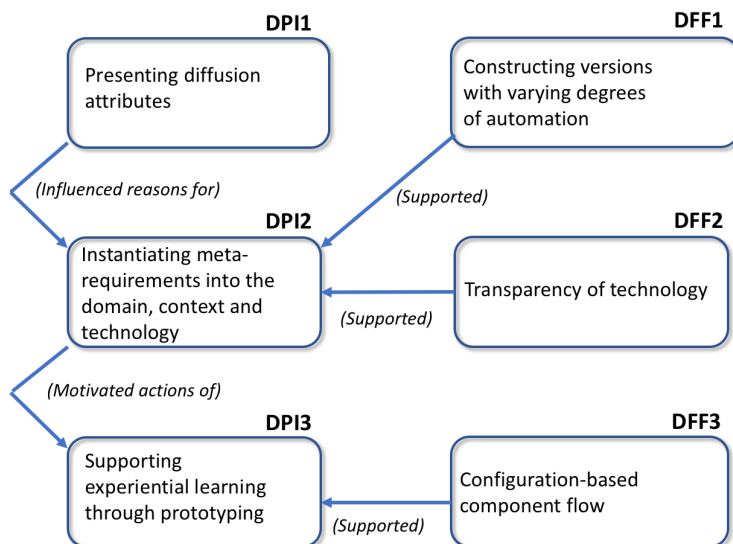 DPI1
Presenting diffusion
attributes
DFF1
Constructing versions
with varying degrees
of automation
(Influenced reasons for)
(Supported)
DPI2
Instantiating meta-
requirements into the
domain, context and
technology
DFF2
Transparency of technology
(Supported)
(Motivated actions of)
DPI3
Supporting
experiential learning
through prototyping
DFF3
Configuration-based
component flow
(Supported)